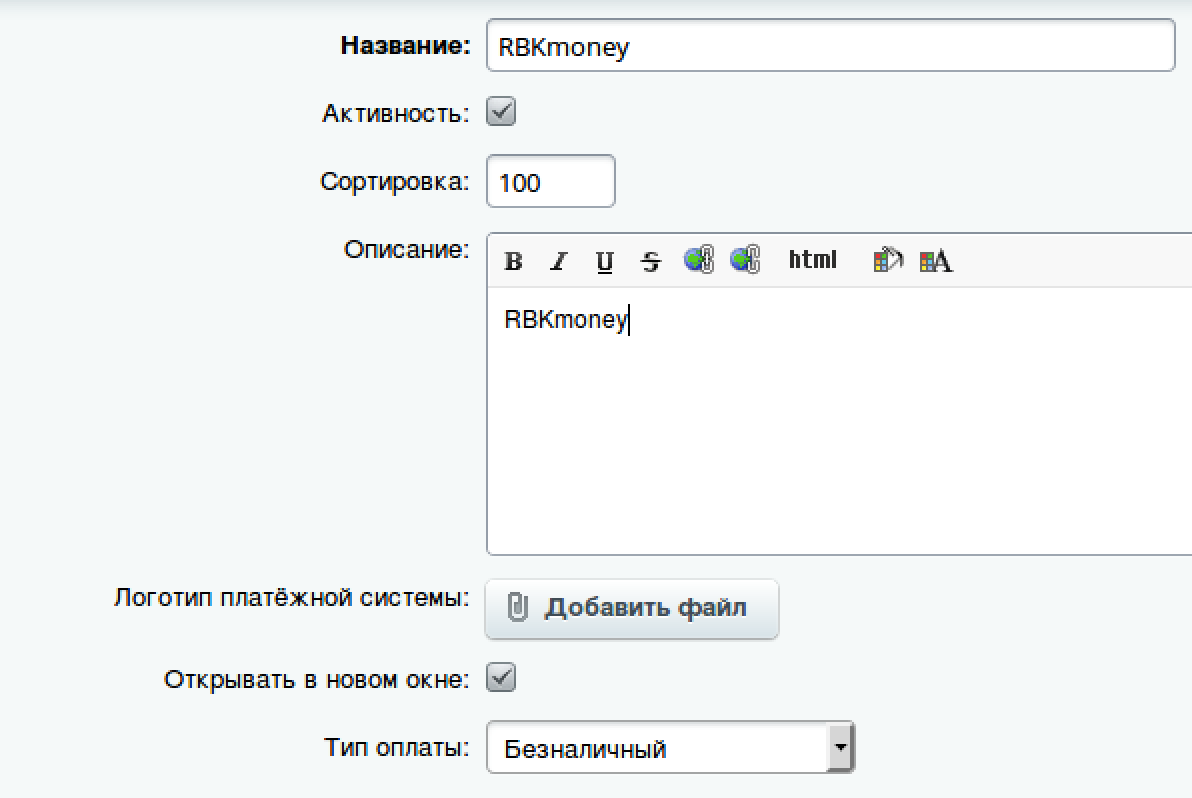 Название: RBKmoney
Активность:
Сортировка: 100
Описание: B I U S html A
RBKmoney
Логотип платёжной системы: Добавить файл
Открывать в новом окне:
Тип оплаты: Безналичный